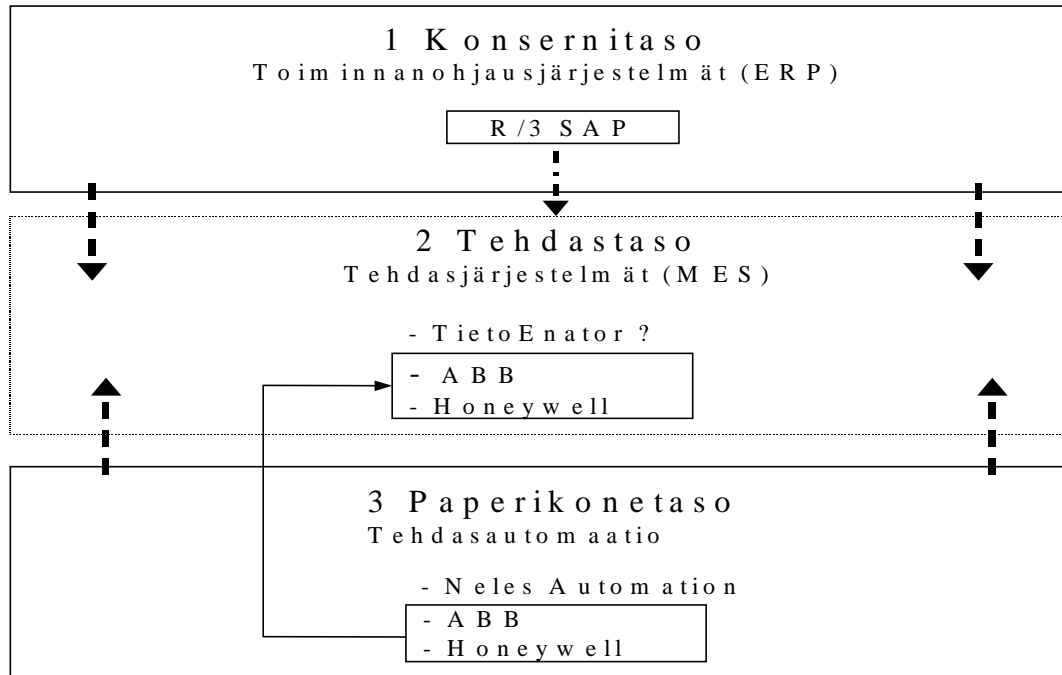 1 Konsernitaso
Toiminnanohjausjärjestelmät (ERP)
R/3 SAP
2 Tehdastaso
Tehdasjärjestelmät (MES)
- TietoEnator ?
- ABB
- Honeywell
3 Paperikonetaso
Tehdasautomaatio
- Neles Automation
- ABB
- Honeywell